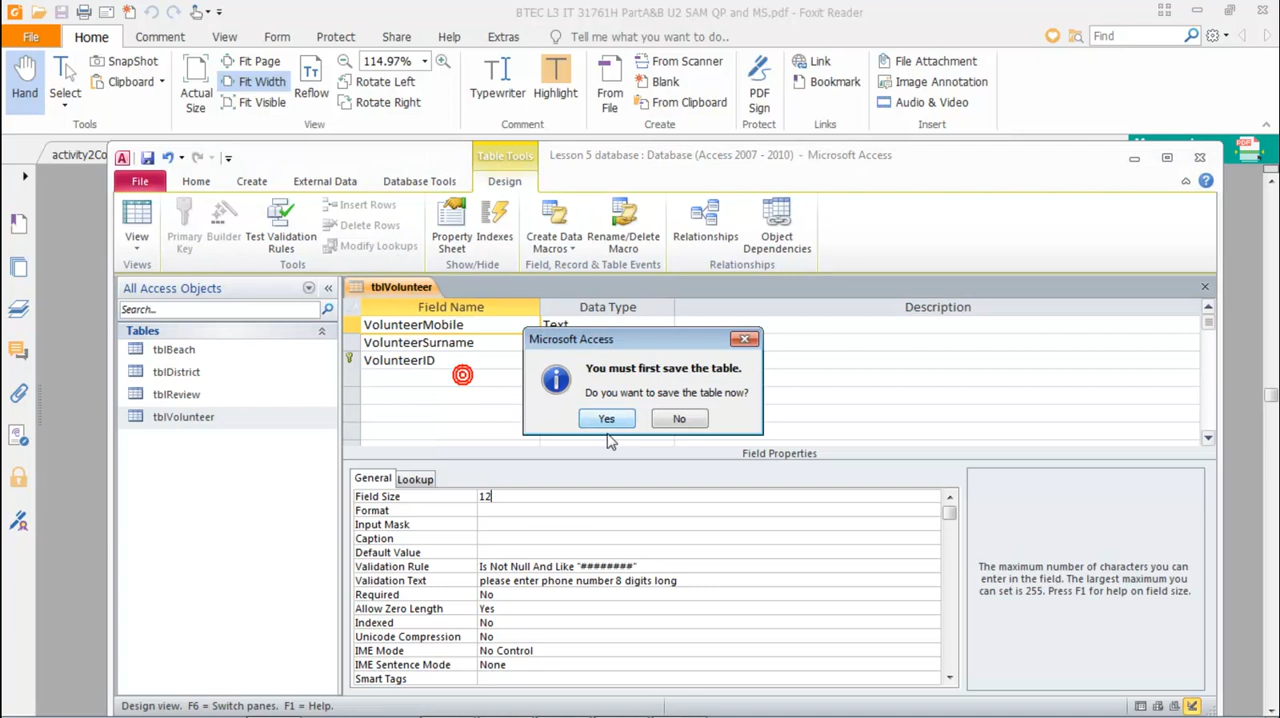 BTEC L3 IT 31761H PartA&B U2 SAM QP and MS.pdf - Foxit Reader
File Home Comment View Form Protect Share Help Extras Tell me what you want to do.. Find
Hand Select SnapShot Clipboard
Actual Size Fit Page Fit Width Fit Visible Reflow 114.97% Rotate Left Rotate Right
Typewriter Highlight
From File From Scanner Blank From Clipboard
PDF Sign
Link Bookmark
File Attachment Image Annotation Audio & Video
Tools View Comment Create Protect Links Insert
activity2Co
Table Tools Lesson 5 database : Database (Access 2007 - 2010) - Microsoft Access
File Home Create External Data Database Tools Design
View Primary Key Builder Test Validation Rules Insert Rows Delete Rows Modify Lookups Property Sheet Indexes Create Data Macros Rename/Delete Macro Relationships Object Dependencies
Views Tools Show/Hide Field, Record & Table Events Relationships
All Access Objects
Search...
Tables
tblBeach
tblDistrict
tblReview
tblVolunteer
tblVolunteer
Field Name Data Type Description
VolunteerMobile Text
VolunteerSurname
VolunteerID
Microsoft Access
You must first save the table.
Do you want to save the table now?
Yes No
Field Properties
General Lookup
Field Size 12
Format
Input Mask
Caption
Default Value
Validation Rule Is Not Null And Like "########"
Validation Text please enter phone number 8 digits long
Required No
Allow Zero Length Yes
Indexed No
Unicode Compression No
IME Mode No Control
IME Sentence Mode None
Smart Tags
The maximum number of characters you can enter in the field. The largest maximum you can set is 255. Press F1 for help on field size.
Design view. F6 = Switch panes. F1 = Help.